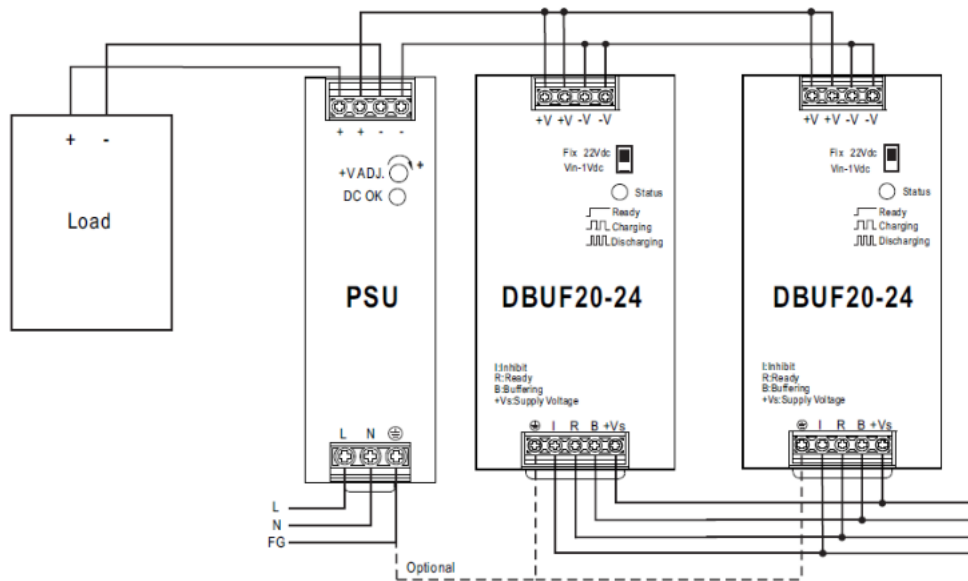 + -
Load
+ + - -
+V ADJ. +
DC OK
PSU
L N
L
N
FG
Optional
+V +V -V -V
Fix 22Vdc
Vin-1Vdc
Status
Ready
Charging
Discharging
DBUF20-24
I:Inhibit
R:Ready
B:Buffering
+Vs:Supply Voltage
I R B +Vs
+V +V -V -V
Fix 22Vdc
Vin-1Vdc
Status
Ready
Charging
Discharging
DBUF20-24
I:Inhibit
R:Ready
B:Buffering
+Vs:Supply Voltage
I R B +Vs